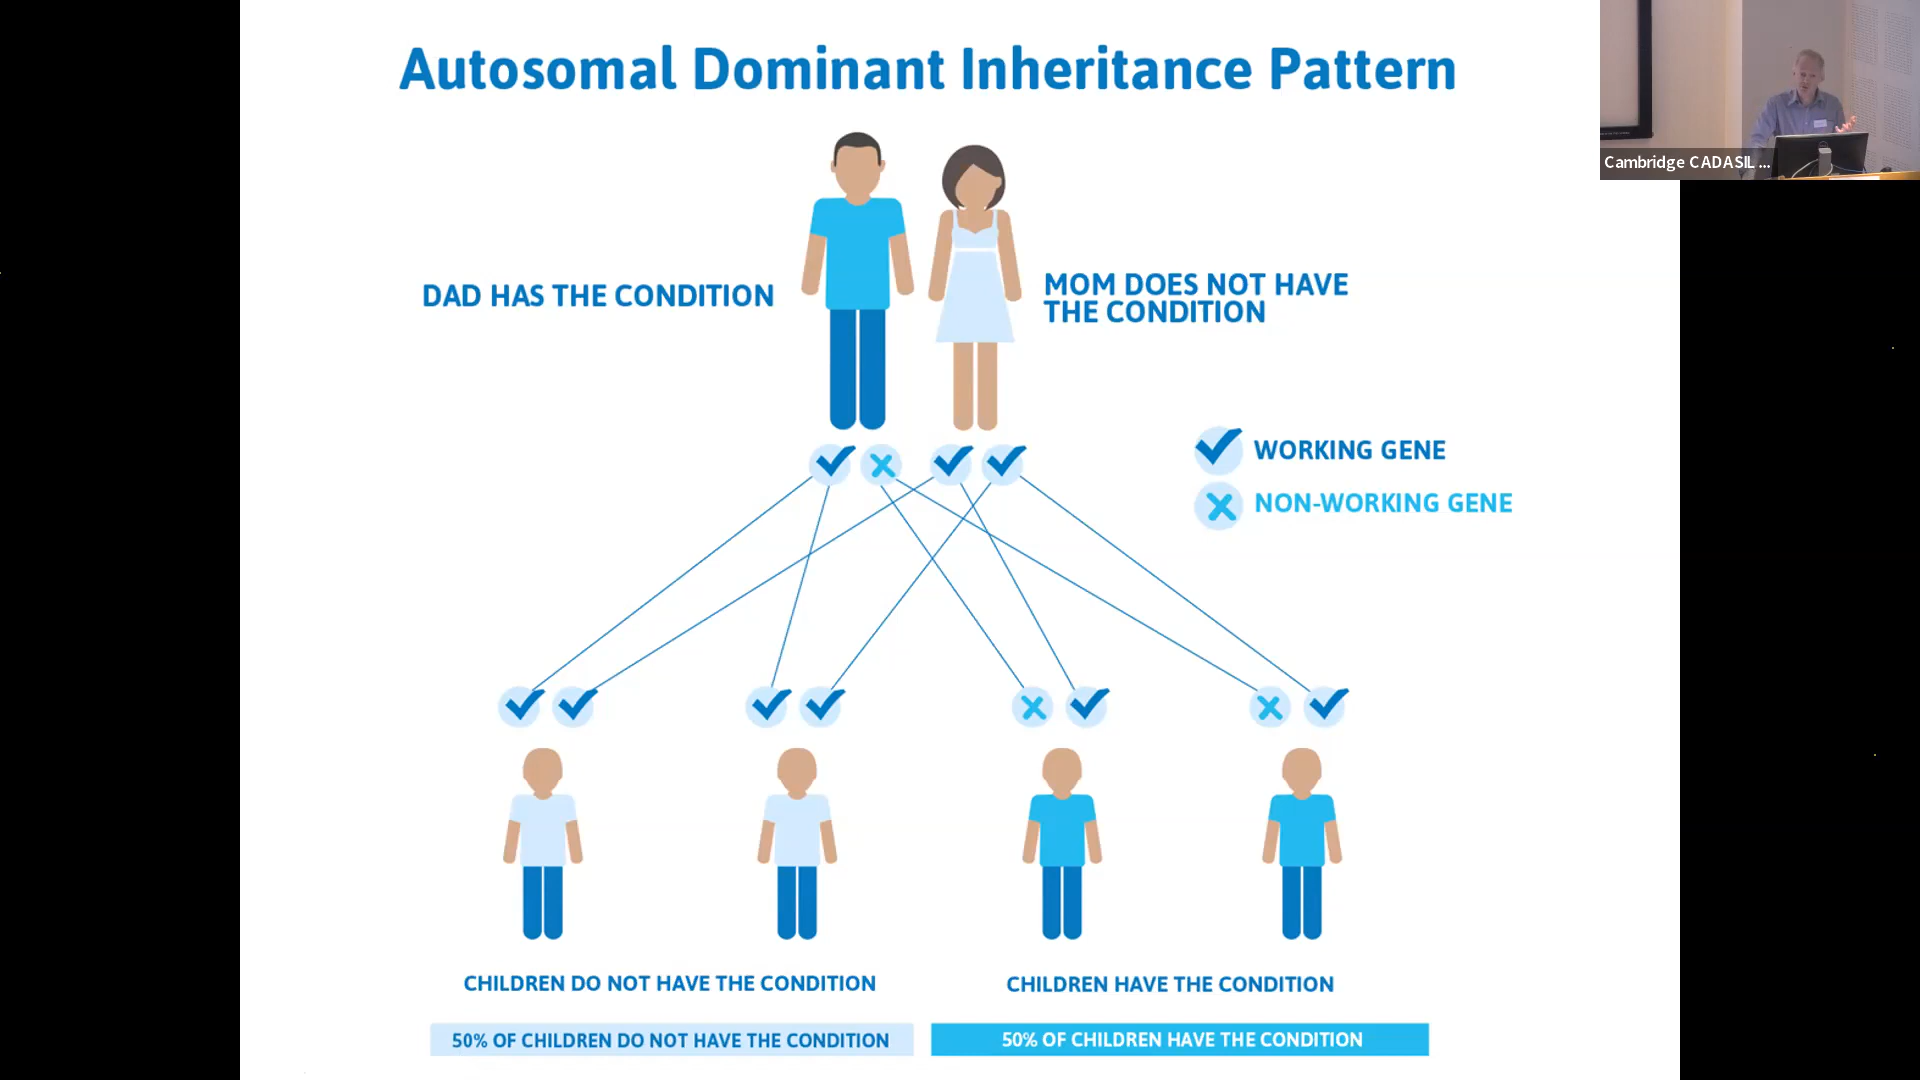 Autosomal Dominant Inheritance Pattern
Cambridge CADASIL ...
DAD HAS THE CONDITION
MOM DOES NOT HAVE
THE CONDITION
WORKING GENE
NON-WORKING GENE
CHILDREN DO NOT HAVE THE CONDITION
CHILDREN HAVE THE CONDITION
50% OF CHILDREN DO NOT HAVE THE CONDITION
50% OF CHILDREN HAVE THE CONDITION